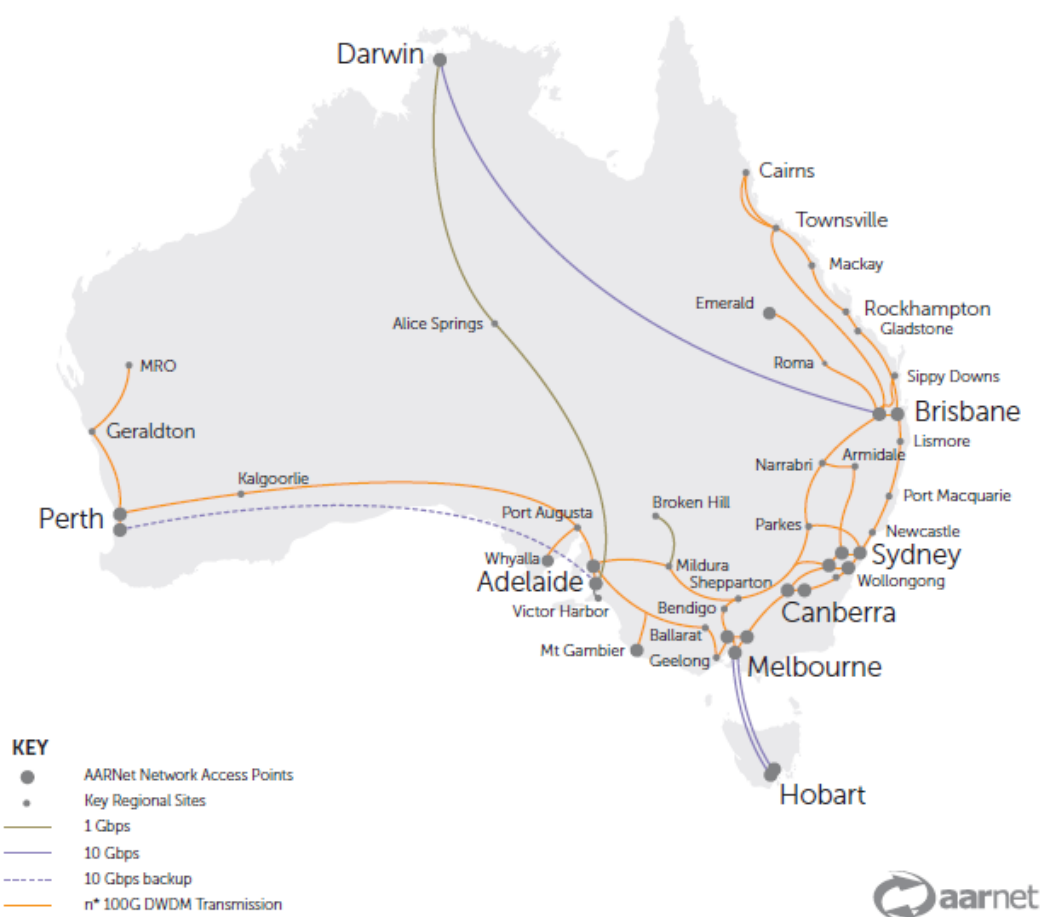 Darwin
Cairns
Townsville
Mackay
Emerald
Rockhampton
Alice Springs
Gladstone
Roma
MRO
Sippy Downs
Brisbane
Geraldton
Lismore
Armidale
Narrabri
Kalgoorlie
Port Macquarie
Broken Hill
Port Augusta
Perth
Parkes
Newcastle
Sydney
Whyalla
Mildura
Adelaide
Shepparton
Wollongong
Victor Harbor
Bendigo
Canberra
Ballarat
Mt Gambier
Geelong
Melbourne
Hobart
KEY
AARNet Network Access Points
Key Regional Sites
1 Gbps
10 Gbps
10 Gbps backup
n* 100G DWDM Transmission
aarnet